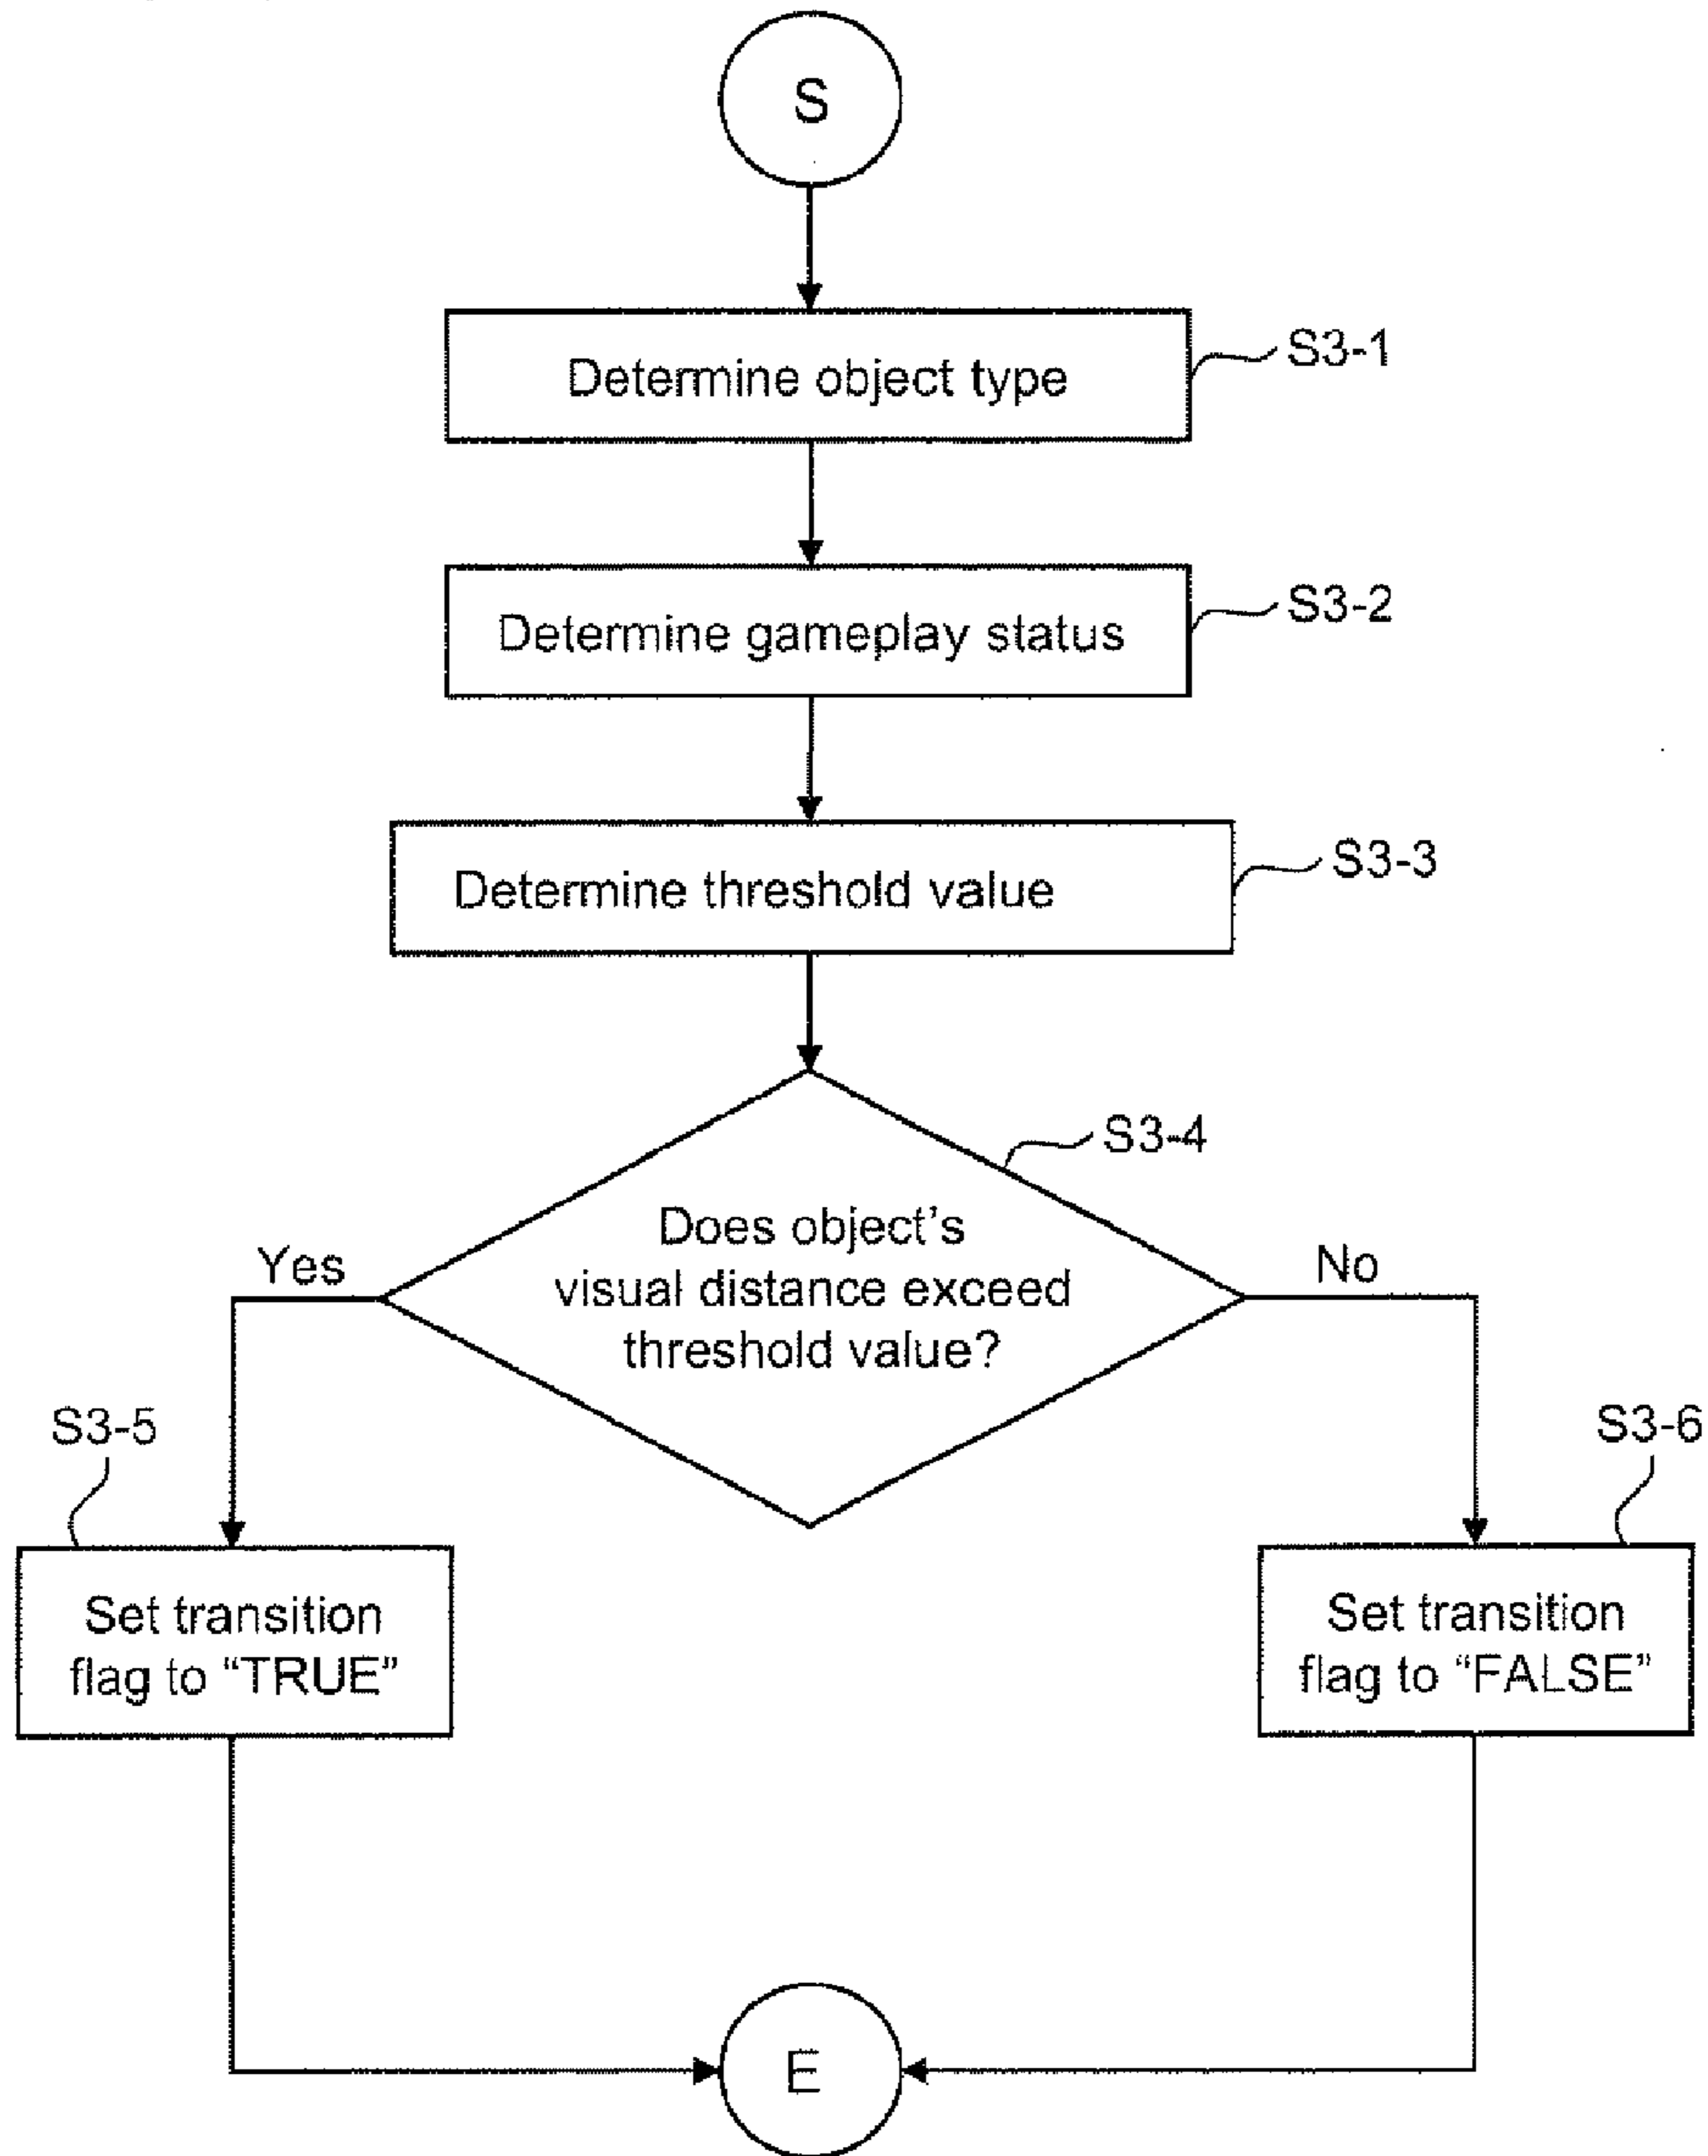 S
Determine object type
S3-1
Determine gameplay status
S3-2
Determine threshold value
S3-3
S3-4
Does object's
visual distance exceed
threshold value?
Yes
No
S3-5
S3-6
Set transition
flag to “TRUE”
Set transition
flag to “FALSE”
E